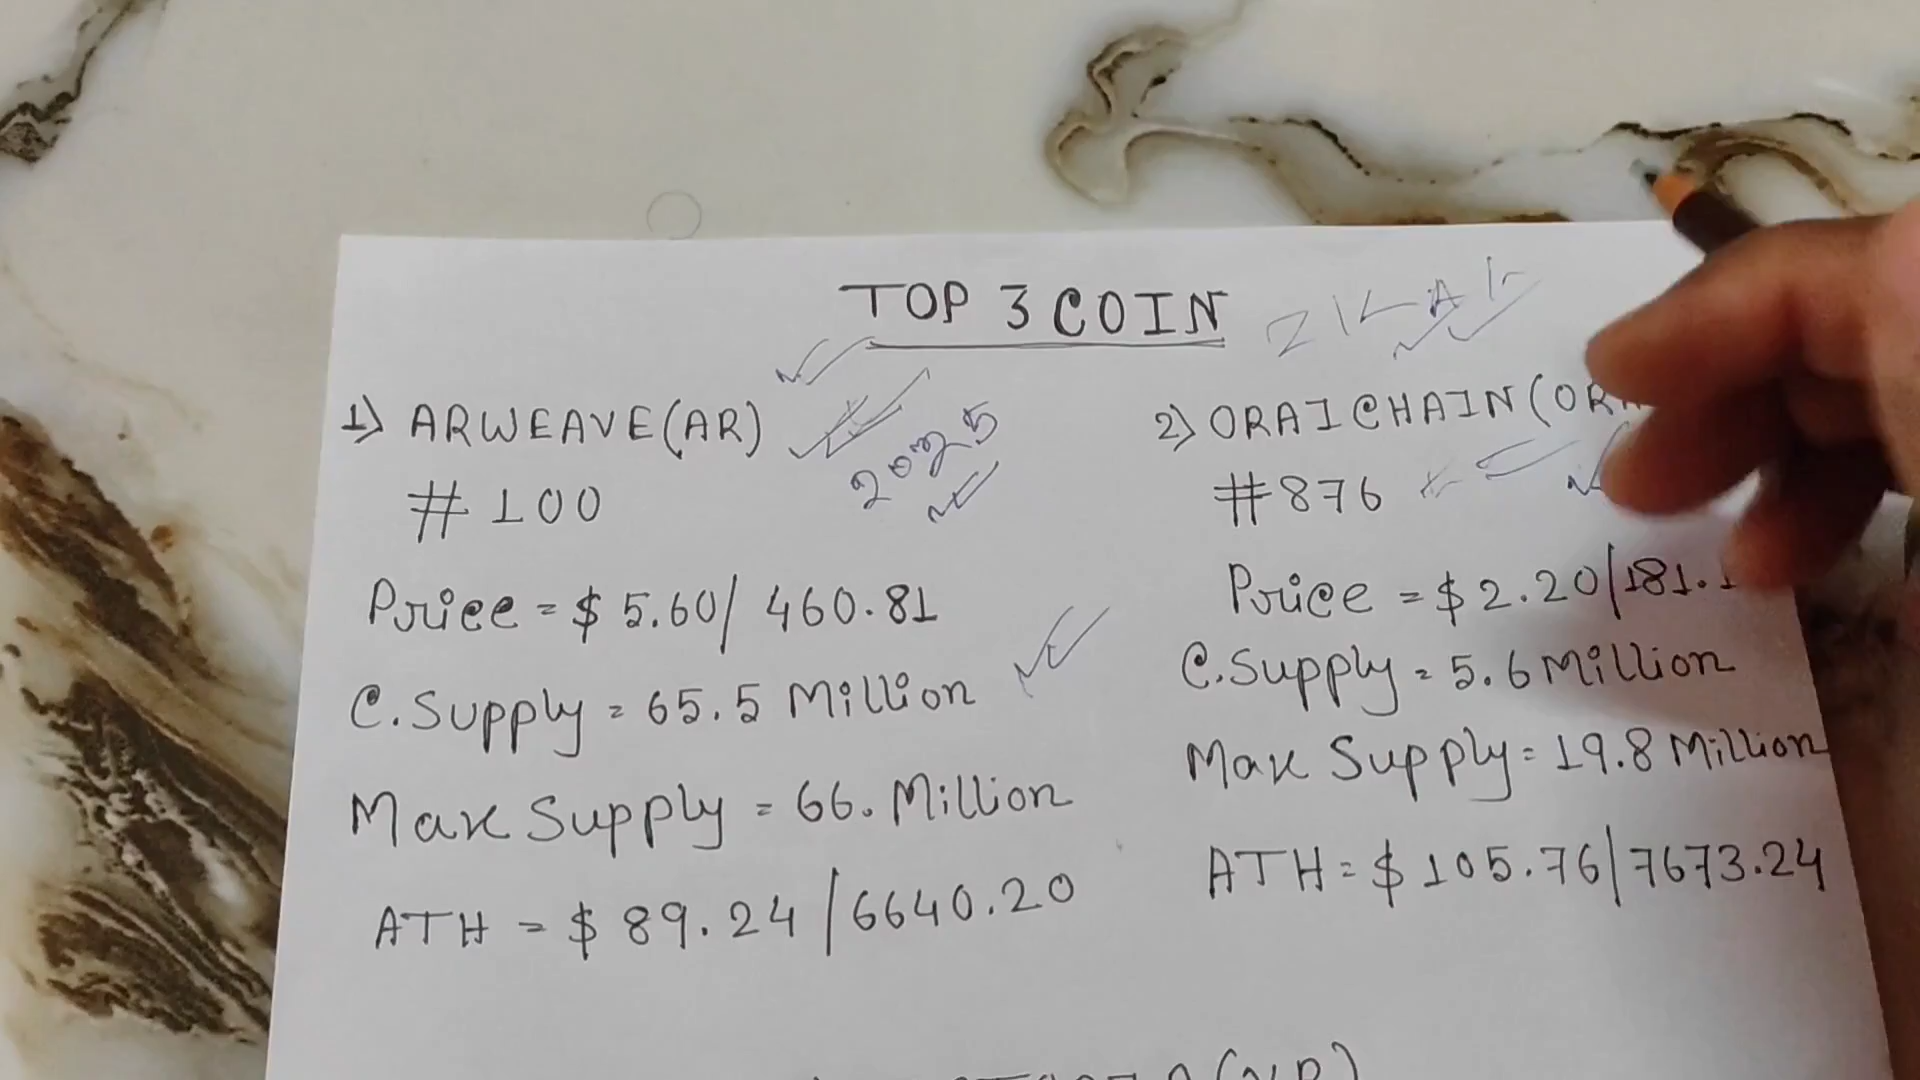 TOP 3 COIN
1) ARWEAVE(AR)
2025
#100
Price = $ 5.60/ 460.81
C.Supply = 65.5 Million
Max Supply = 66. Million
ATH = $ 89.24/6640.20
2) ORAICHAIN(OR
#876
Price = $2.20/181.
C.Supply = 5.6 Million
Max Supply = 19.8 Million
ATH = $105.76/7673.24